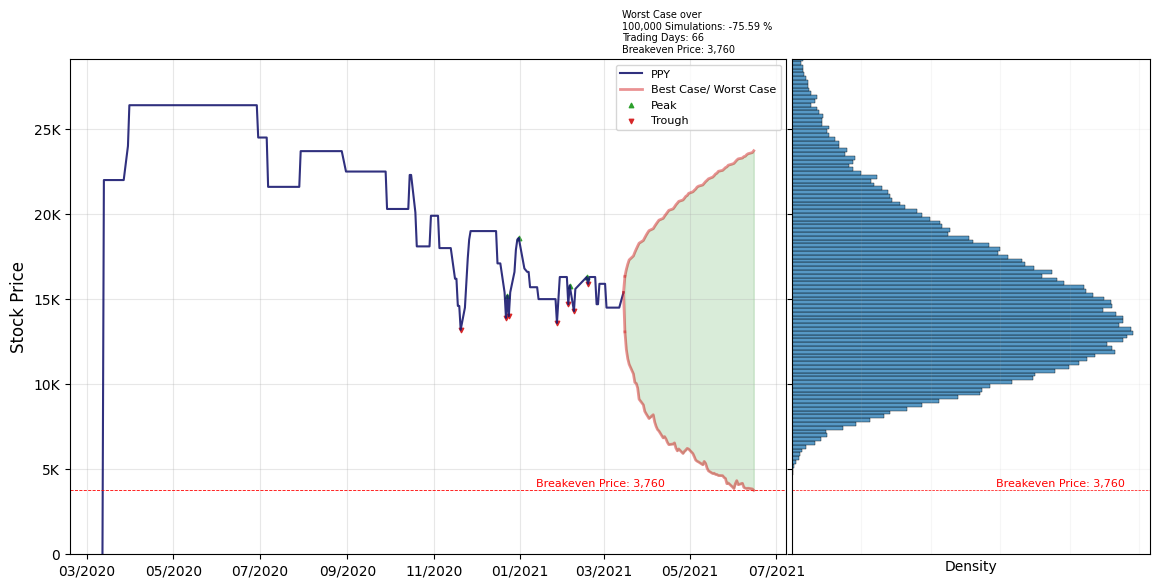 Worst Case over
100,000 Simulations: -75.59 %
Trading Days: 66
Breakeven Price: 3,760
PPY
Best Case/ Worst Case
Peak
Trough
Stock Price
25K
20K
15K
10K
5K
0
Breakeven Price: 3,760
Breakeven Price: 3,760
03/2020 05/2020 07/2020 09/2020 11/2020 01/2021 03/2021 05/2021 07/2021
Density